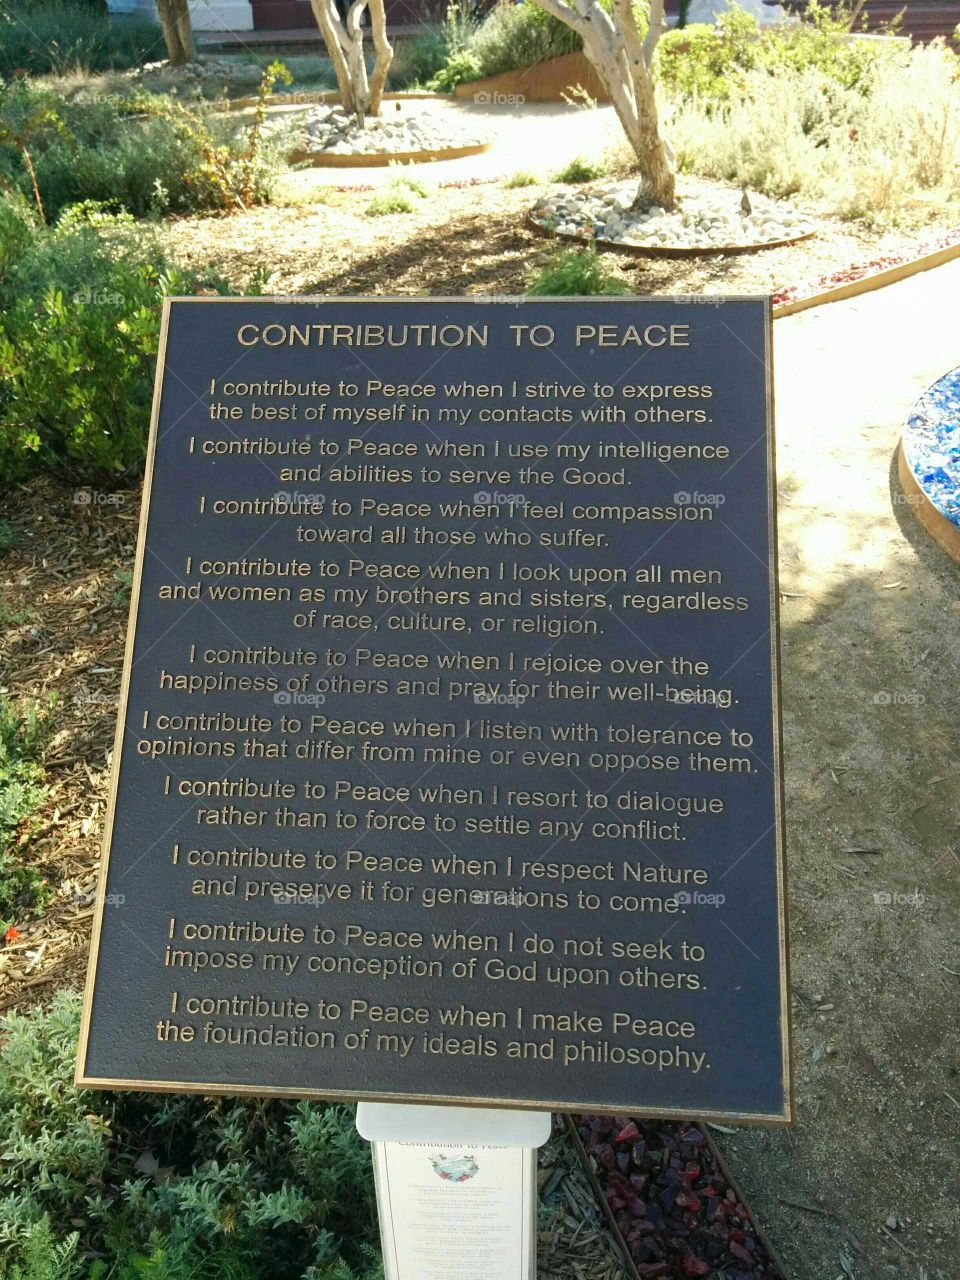 CONTRIBUTION TO PEACE
I contribute to Peace when I strive to express
the best of myself in my contacts with others.
I contribute to Peace when I use my intelligence
and abilities to serve the Good.
I contribute to Peace when I feel compassion
toward all those who suffer.
I contribute to Peace when I look upon all men
and women as my brothers and sisters, regardless
of race, culture, or religion.
I contribute to Peace when I rejoice over the
happiness of others and pray for their well-being.
I contribute to Peace when I listen with tolerance to
opinions that differ from mine or even oppose them.
I contribute to Peace when I resort to dialogue
rather than to force to settle any conflict.
I contribute to Peace when I respect Nature
and preserve it for generations to come.
I contribute to Peace when I do not seek to
impose my conception of God upon others.
I contribute to Peace when I make Peace
the foundation of my ideals and philosophy.
Contribution to Peace
foap